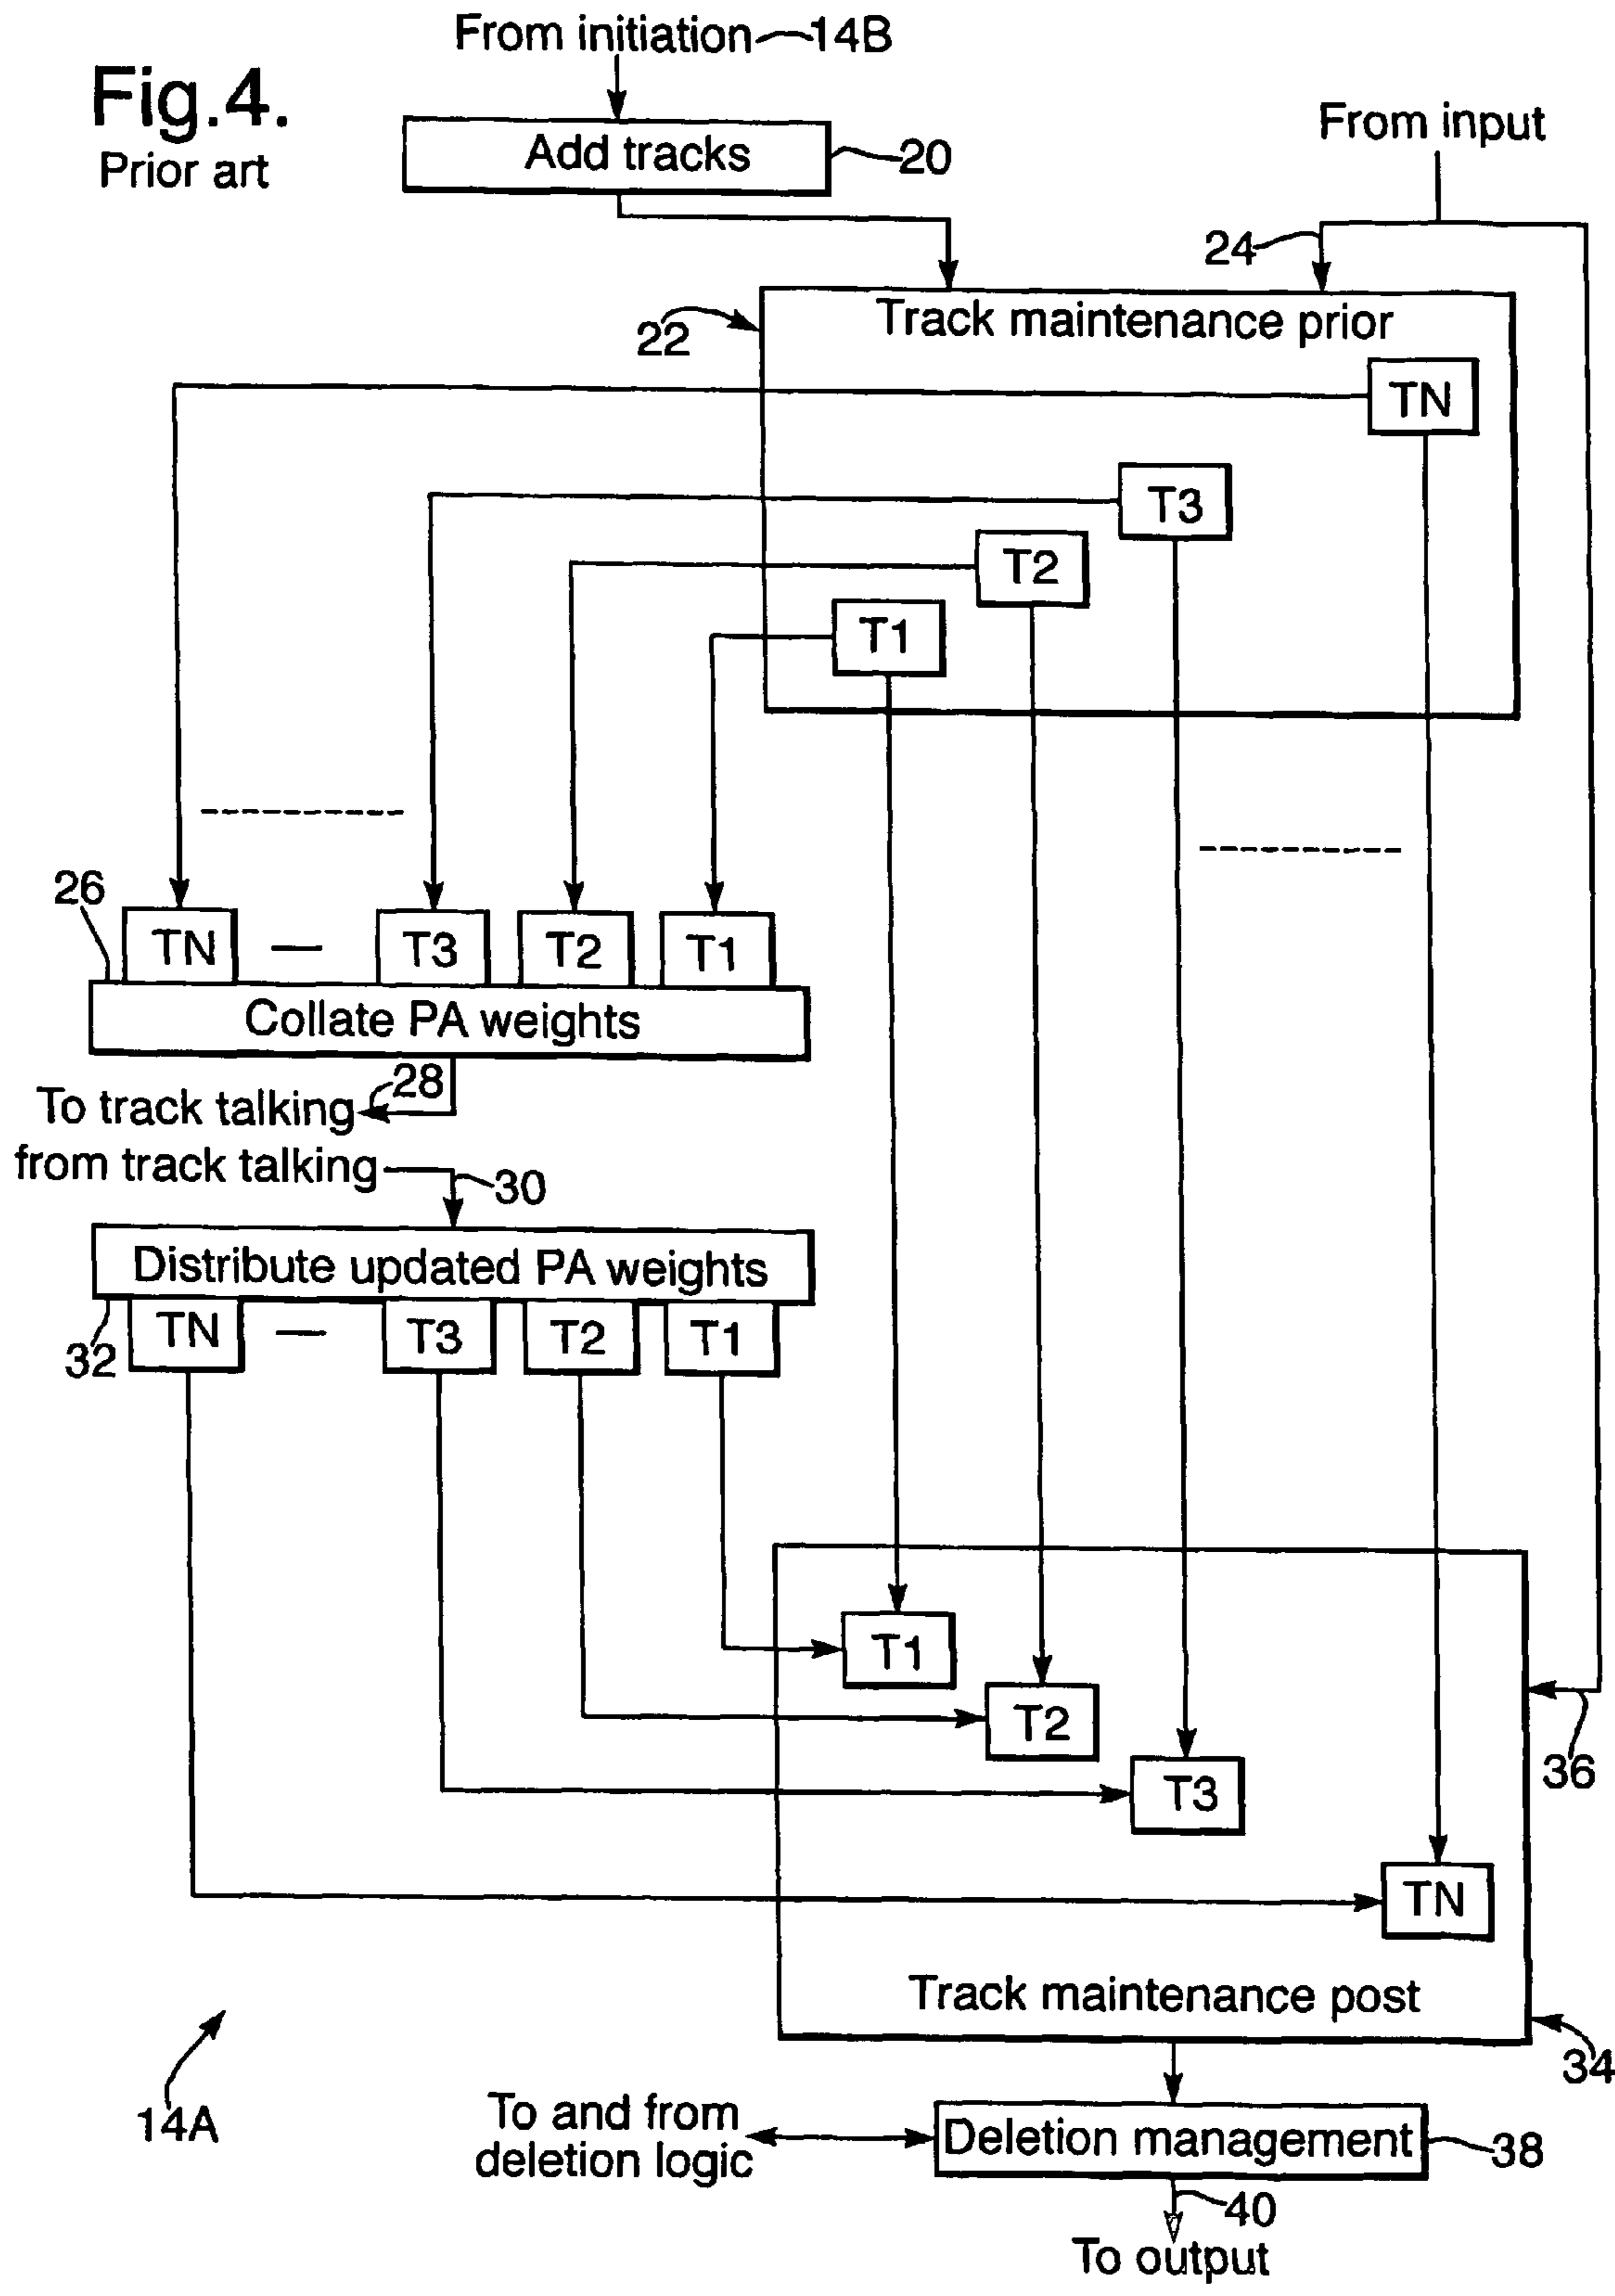 From initiation 14B
Fig.4.
Prior art
Add tracks
20
From input
24
22
Track maintenance prior
TN
T3
T2
T1
26
TN — T3 T2 T1
Collate PA weights
28
To track talking
from track talking
30
Distribute updated PA weights
32
TN — T3 T2 T1
T1
T2
T3
TN
36
Track maintenance post
34
14A
To and from
deletion logic
Deletion management
38
40
To output